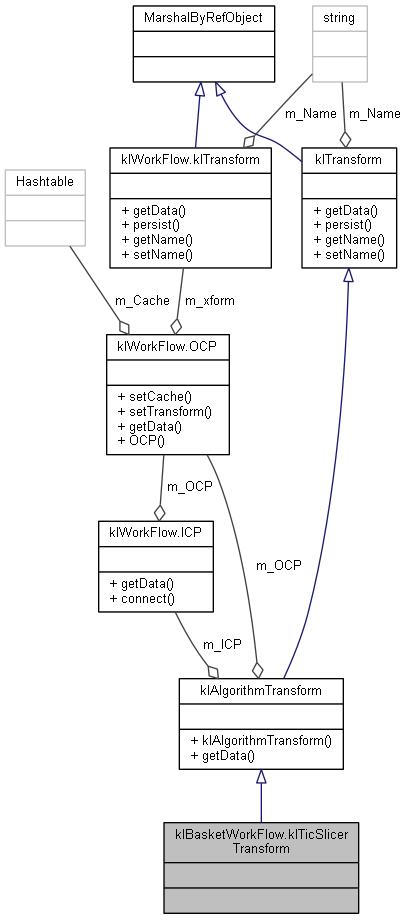 MarshalByRefObject
string
m_Name
m_Name
klWorkFlow.klTransform
+ getData()
+ persist()
+ getName()
+ setName()
klTransform
+ getData()
+ persist()
+ getName()
+ setName()
Hashtable
m_Cache
m_xform
klWorkFlow.OCP
+ setCache()
+ setTransform()
+ getData()
+ OCP()
m_OCP
klWorkFlow.ICP
+ getData()
+ connect()
m_OCP
m_ICP
klAlgorithmTransform
+ klAlgorithmTransform()
+ getData()
klBasketWorkFlow.klTicSlicer
Transform